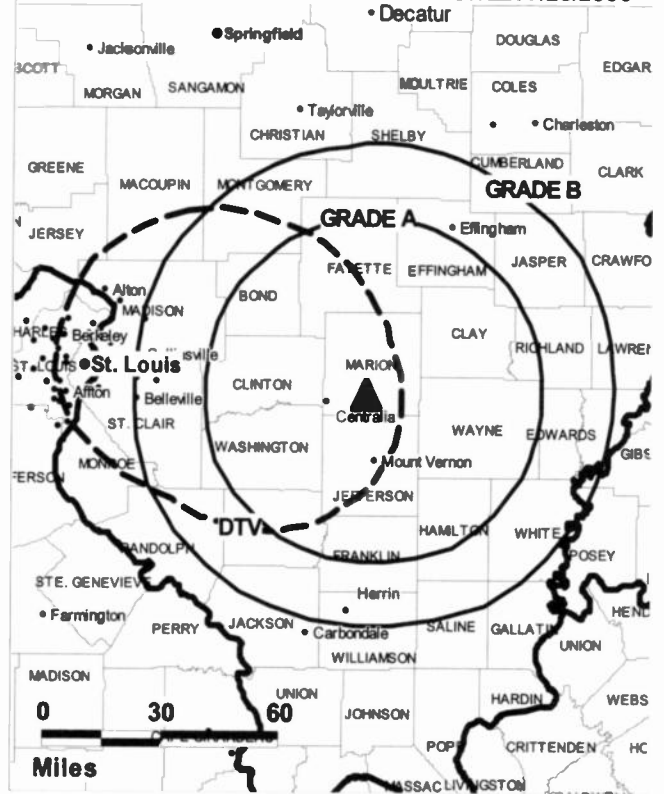 Decatur
Springfield
DOUGLAS
Jacksonville
SCOTT
EDGAR
MORGAN
SANGAMON
MOULTRIE
COLES
Taylorville
Charleston
CHRISTIAN
SHELBY
GREENE
CUMBERLAND
CLARK
MACOUPIN
MONTGOMERY
GRADE B
GRADE A
JERSEY
Effingham
FAYETTE
EFFINGHAM
JASPER
CRAWFO
Alton
BOND
MADISON
HARLES
Berkeley
CLAY
RICHLAND
LAWREN
ST. LOUIS
St. Louis
MARION
CLINTON
Affton
Belleville
Centralia
ST. CLAIR
WAYNE
EDWARDS
WASHINGTON
GIBS
MONROE
Mount Vernon
FERSON
JEFFERSON
DTV
HAMILTON
WHITE
RANDOLPH
FRANKLIN
POSEY
STE. GENEVIEVE
Herrin
HEND
Farmington
PERRY
JACKSON
Carbondale
SALINE
GALLATIN
UNION
WILLIAMSON
MADISON
UNION
HARDIN
WEBS
0 30 60
JOHNSON
POPE
CRITTENDEN
HO
Miles
MASSAC
LIVINGSTON